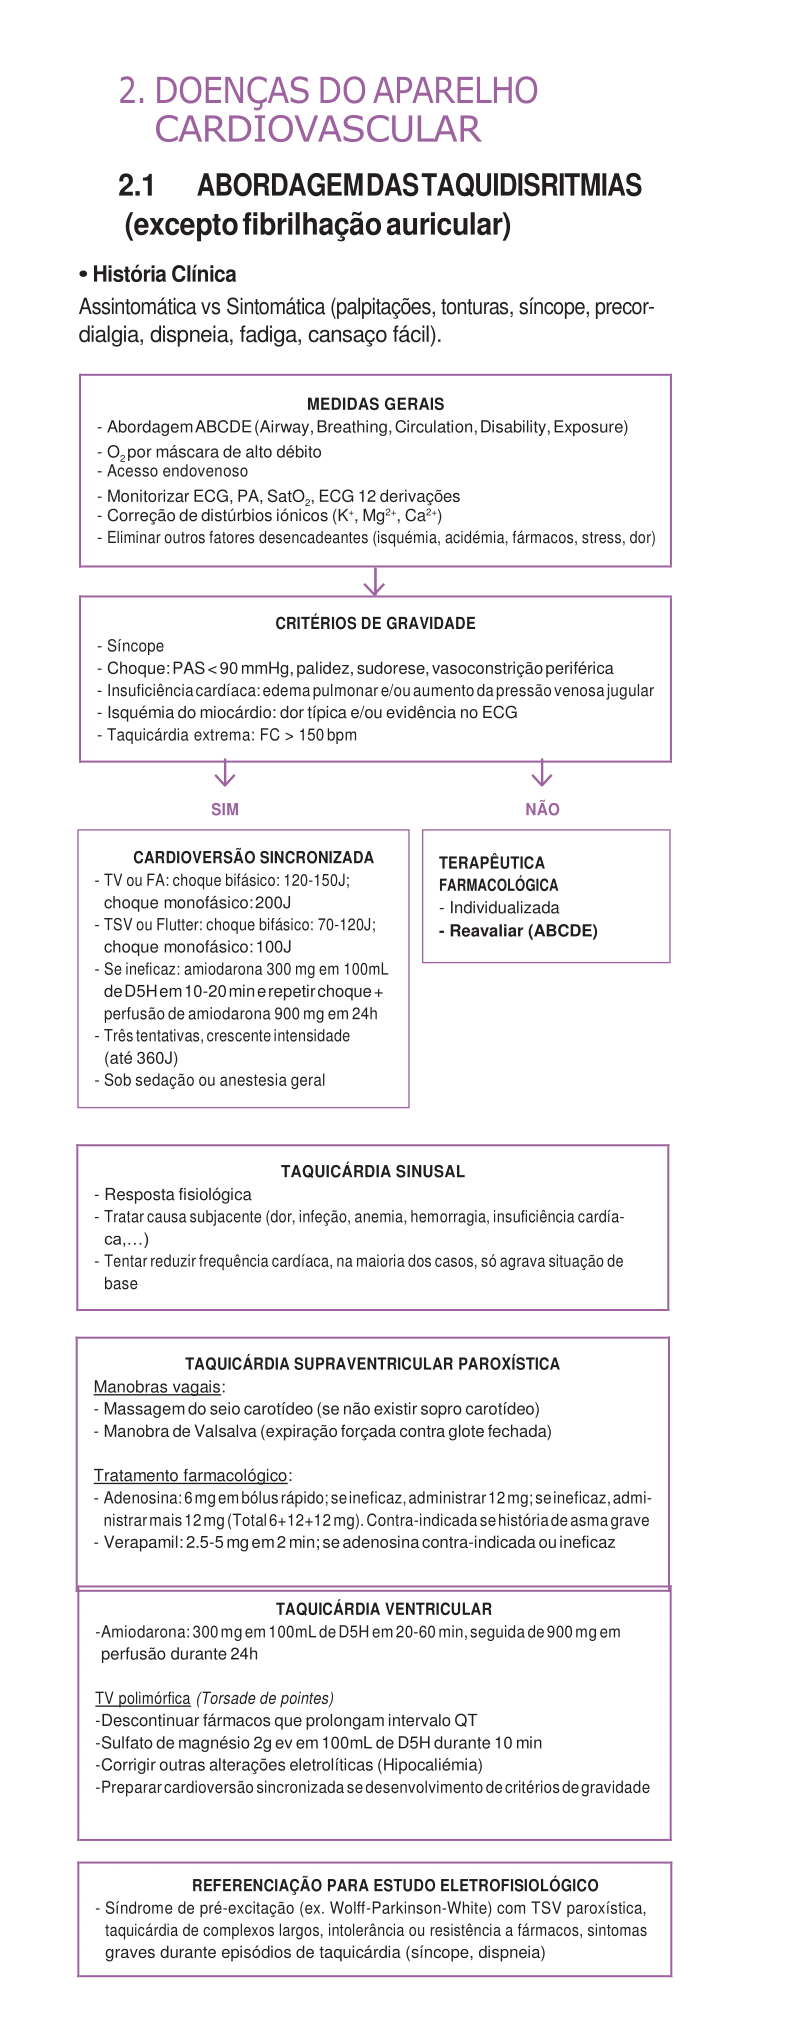 2. DOENÇAS DO APARELHO
CARDIOVASCULAR
2.1 ABORDAGEM DAS TAQUIDISRITMIAS
(excepto fibrilhação auricular)
• História Clínica
Assintomática vs Sintomática (palpitações, tonturas, síncope, precor-
dialgia, dispneia, fadiga, cansaço fácil).
MEDIDAS GERAIS
- Abordagem ABCDE (Airway, Breathing, Circulation, Disability, Exposure)
- O2 por máscara de alto débito
- Acesso endovenoso
- Monitorizar ECG, PA, SatO2, ECG 12 derivações
- Correção de distúrbios iónicos (K+, Mg2+, Ca2+)
- Eliminar outros fatores desencadeantes (isquémia, acidémia, fármacos, stress, dor)
CRITÉRIOS DE GRAVIDADE
- Síncope
- Choque: PAS < 90 mmHg, palidez, sudorese, vasoconstrição periférica
- Insuficiência cardíaca: edema pulmonar e/ou aumento da pressão venosa jugular
- Isquémia do miocárdio: dor típica e/ou evidência no ECG
- Taquicárdia extrema: FC > 150 bpm
SIM
NÃO
CARDIOVERSÃO SINCRONIZADA
- TV ou FA: choque bifásico: 120-150J;
choque monofásico: 200J
- TSV ou Flutter: choque bifásico: 70-120J;
choque monofásico: 100J
- Se ineficaz: amiodarona 300 mg em 100mL
de D5H em 10-20 min e repetir choque +
perfusão de amiodarona 900 mg em 24h
- Três tentativas, crescente intensidade
(até 360J)
- Sob sedação ou anestesia geral
TERAPÊUTICA
FARMACOLÓGICA
- Individualizada
- Reavaliar (ABCDE)
TAQUICÁRDIA SINUSAL
- Resposta fisiológica
- Tratar causa subjacente (dor, infeção, anemia, hemorragia, insuficiência cardía-
ca,…)
- Tentar reduzir frequência cardíaca, na maioria dos casos, só agrava situação de
base
TAQUICÁRDIA SUPRAVENTRICULAR PAROXÍSTICA
Manobras vagais:
- Massagem do seio carotídeo (se não existir sopro carotídeo)
- Manobra de Valsalva (expiração forçada contra glote fechada)
Tratamento farmacológico:
- Adenosina: 6 mg em bólus rápido; se ineficaz, administrar 12 mg; se ineficaz, admi-
nistrar mais 12 mg (Total 6+12+12 mg). Contra-indicada se história de asma grave
- Verapamil: 2.5-5 mg em 2 min; se adenosina contra-indicada ou ineficaz
TAQUICÁRDIA VENTRICULAR
-Amiodarona: 300 mg em 100mL de D5H em 20-60 min, seguida de 900 mg em
perfusão durante 24h
TV polimórfica (Torsade de pointes)
-Descontinuar fármacos que prolongam intervalo QT
-Sulfato de magnésio 2g ev em 100mL de D5H durante 10 min
-Corrigir outras alterações eletrolíticas (Hipocaliémia)
-Preparar cardioversão sincronizada se desenvolvimento de critérios de gravidade
REFERENCIAÇÃO PARA ESTUDO ELETROFISIOLÓGICO
- Síndrome de pré-excitação (ex. Wolff-Parkinson-White) com TSV paroxística,
taquicárdia de complexos largos, intolerância ou resistência a fármacos, sintomas
graves durante episódios de taquicárdia (síncope, dispneia)